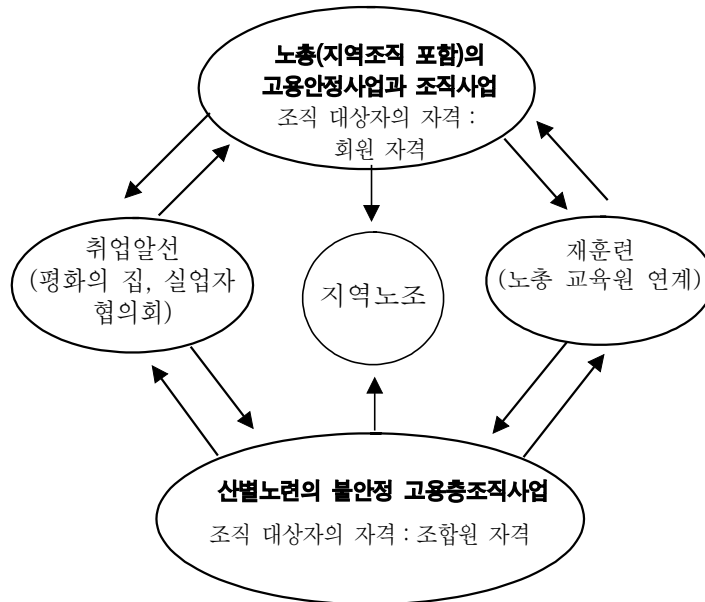 노총(지역조직 포함)의
고용안정사업과 조직사업
조직 대상자의 자격 :
회원 자격
취업알선
(평화의 집, 실업자
협의회)
지역노조
재훈련
(노총 교육원 연계)
산별노련의 불안정 고용층조직사업
조직 대상자의 자격 : 조합원 자격